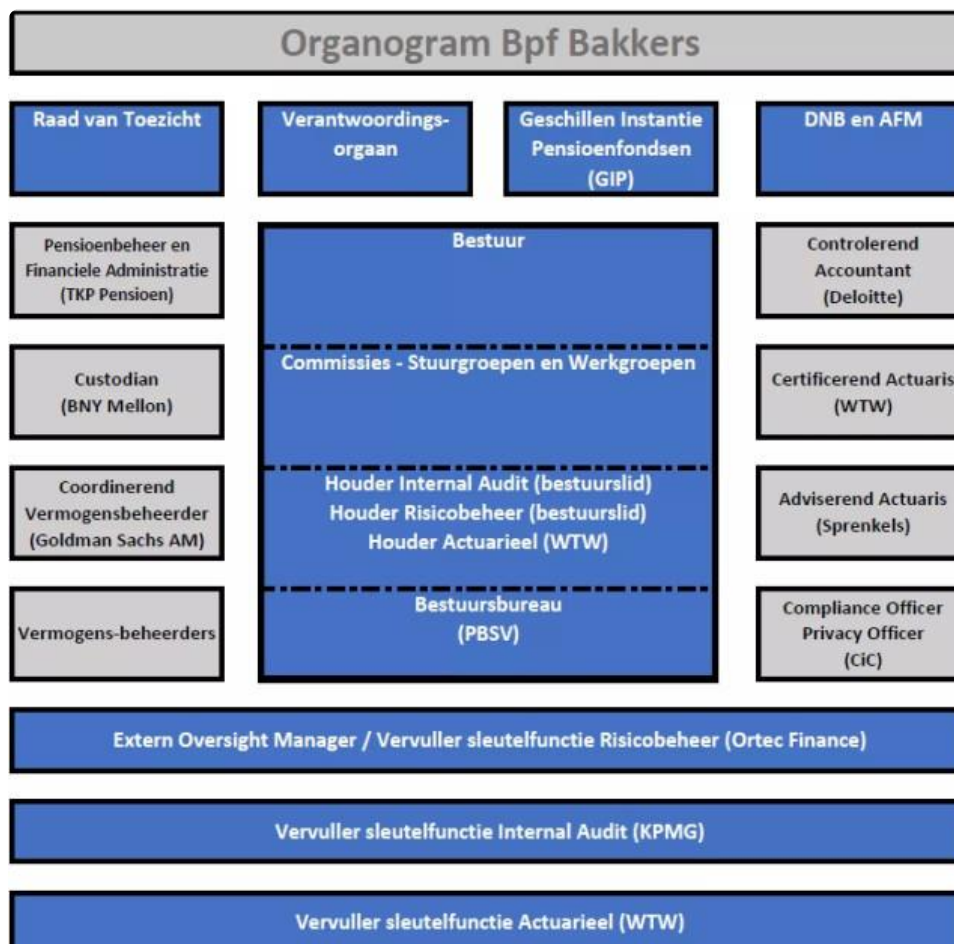 Organogram Bpf Bakkers
Raad van Toezicht
Verantwoordings-
orgaan
Geschillen Instantie
Pensioenfondsen
(GIP)
DNB en AFM
Pensioenbeheer en
Financiele Administratie
(TKP Pensioen)
Bestuur
Controlerend
Accountant
(Deloitte)
Custodian
(BNY Mellon)
Commissies - Stuurgroepen en Werkgroepen
Certificerend Actuaris
(WTW)
Coordinerend
Vermogensbeheerder
(Goldman Sachs AM)
Houder Internal Audit (bestuurslid)
Houder Risicobeheer (bestuurslid)
Houder Actuarieel (WTW)
Adviserend Actuaris
(Sprenkels)
Vermogens-beheerders
Bestuursbureau
(PBSV)
Compliance Officer
Privacy Officer
(CiC)
Extern Oversight Manager / Vervuller sleutelfunctie Risicobeheer (Ortec Finance)
Vervuller sleutelfunctie Internal Audit (KPMG)
Vervuller sleutelfunctie Actuarieel (WTW)